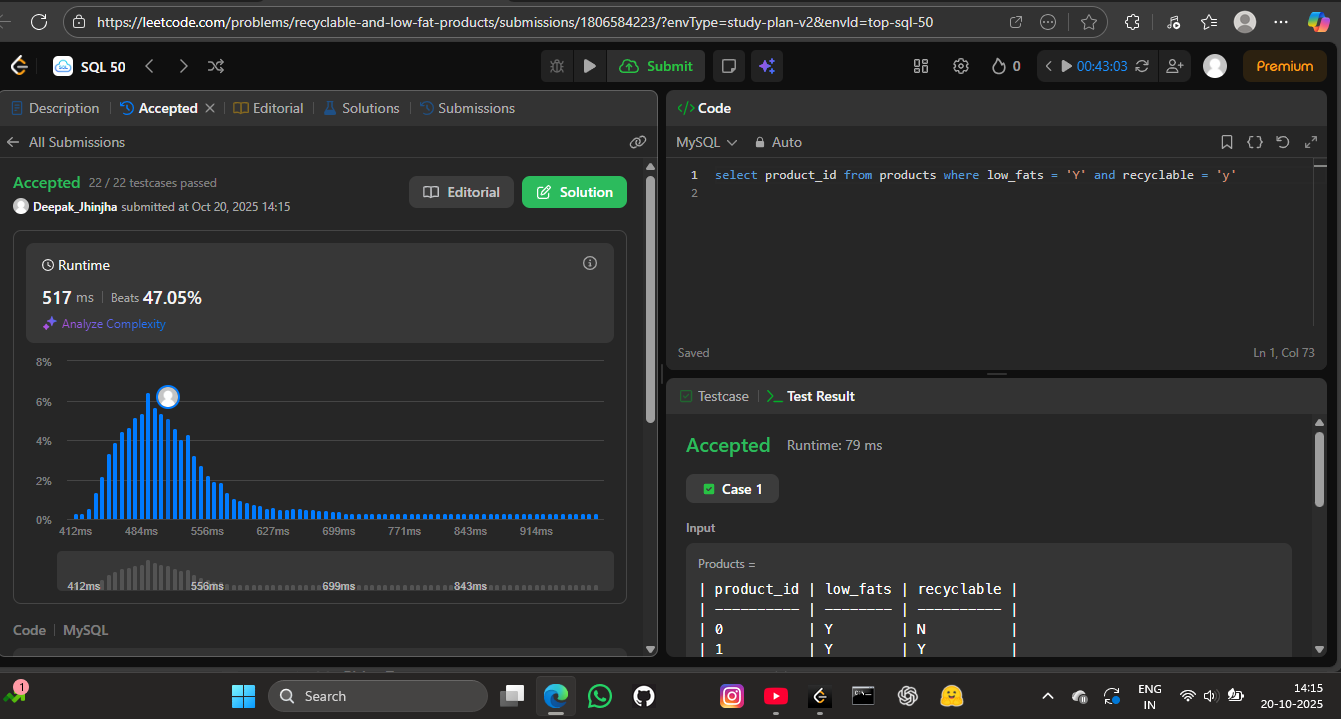 https://leetcode.com/problems/recyclable-and-low-fat-products/submissions/1806584223/?envType=study-plan-v2&envId=top-sql-50
SQL 50
Submit
0
00:43:03
Premium
Description
Accepted
Editorial
Solutions
Submissions
All Submissions
Accepted 22 / 22 testcases passed
Deepak_Jhinjha submitted at Oct 20, 2025 14:15
Editorial
Solution
Runtime
517 ms Beats 47.05%
Analyze Complexity
8%
6%
4%
2%
0%
412ms 484ms 556ms 627ms 699ms 771ms 843ms 914ms
412ms 556ms 699ms 843ms
Code MySQL
</> Code
MySQL Auto
1 select product_id from products where low_fats = 'Y' and recyclable = 'y'
2
Saved
Ln 1, Col 73
Testcase
Test Result
Accepted Runtime: 79 ms
Case 1
Input
Products =
| product_id | low_fats | recyclable |
| ---------- | -------- | ---------- |
| 0 | Y | N |
| 1 | Y | Y |
1
Search
ENG
IN
14:15
20-10-2025